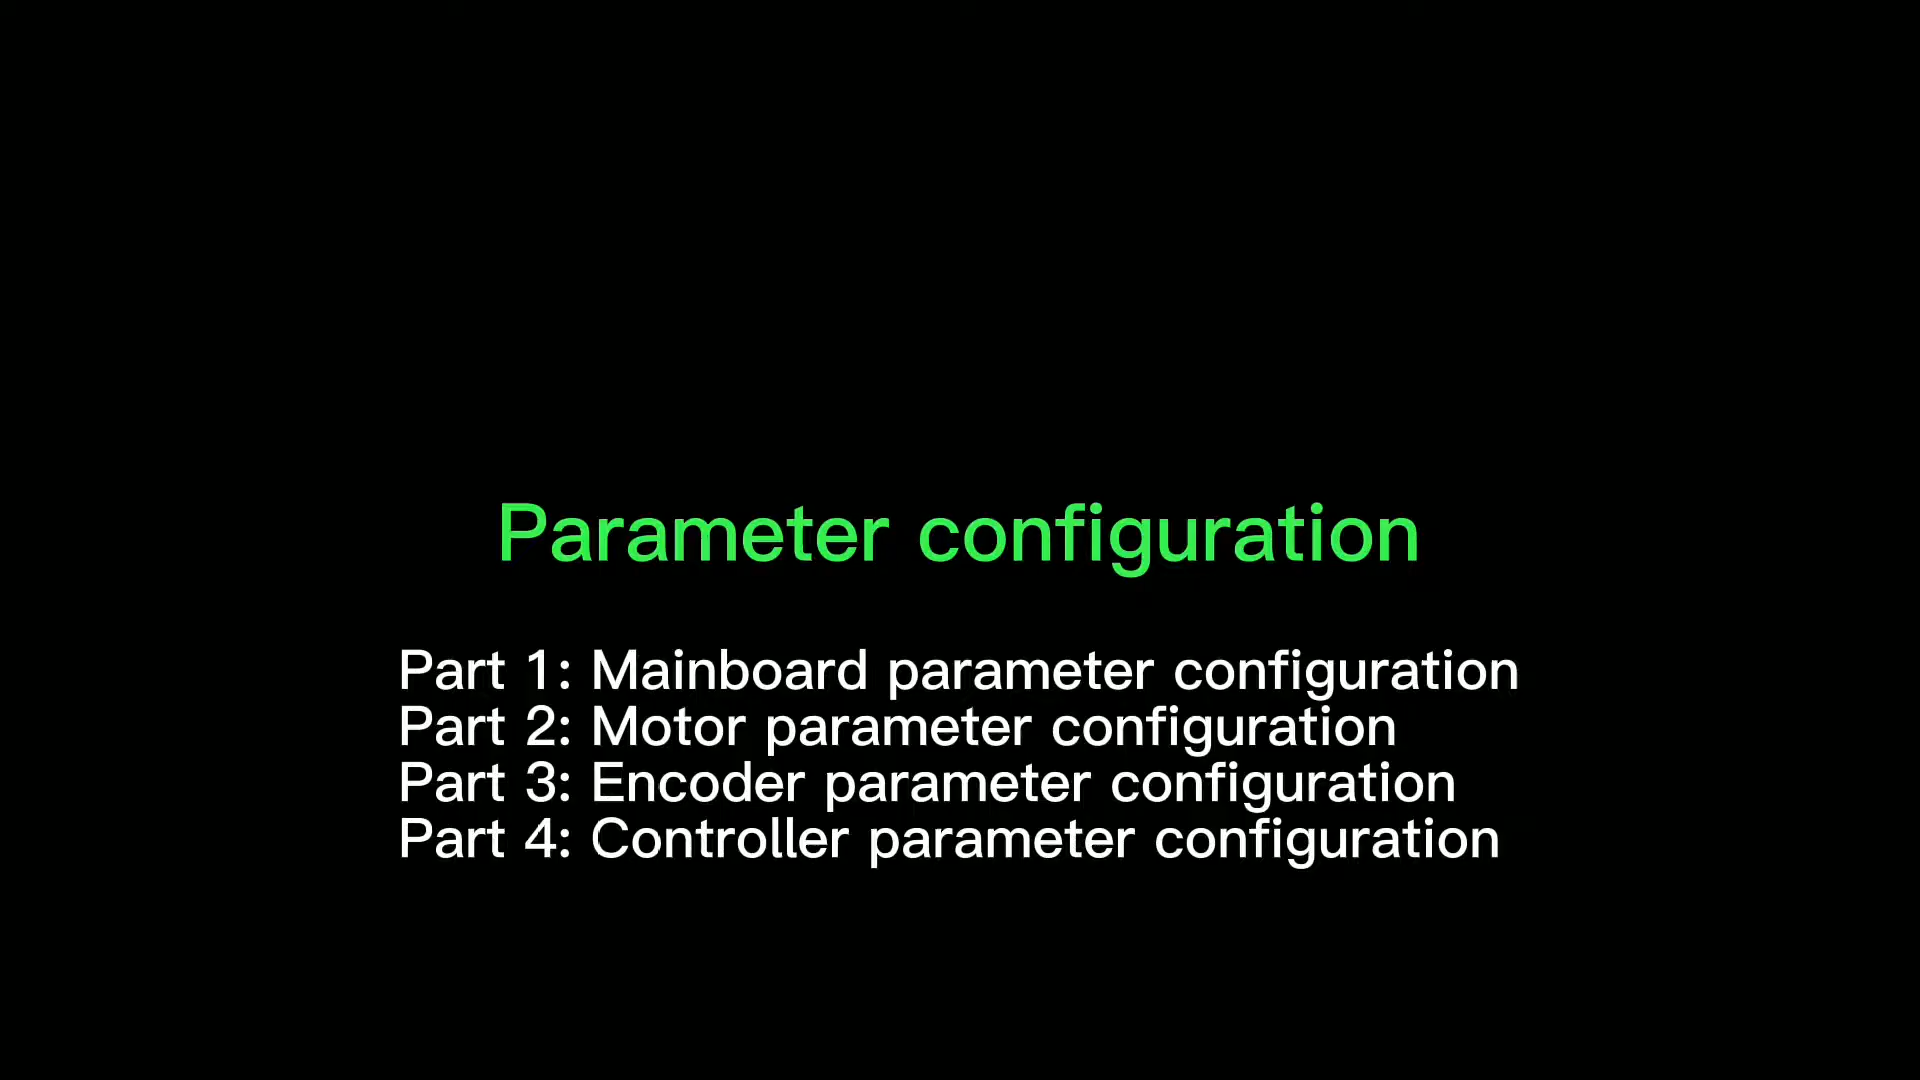 Parameter configuration
Part 1: Mainboard parameter configuration
Part 2: Motor parameter configuration
Part 3: Encoder parameter configuration
Part 4: Controller parameter configuration